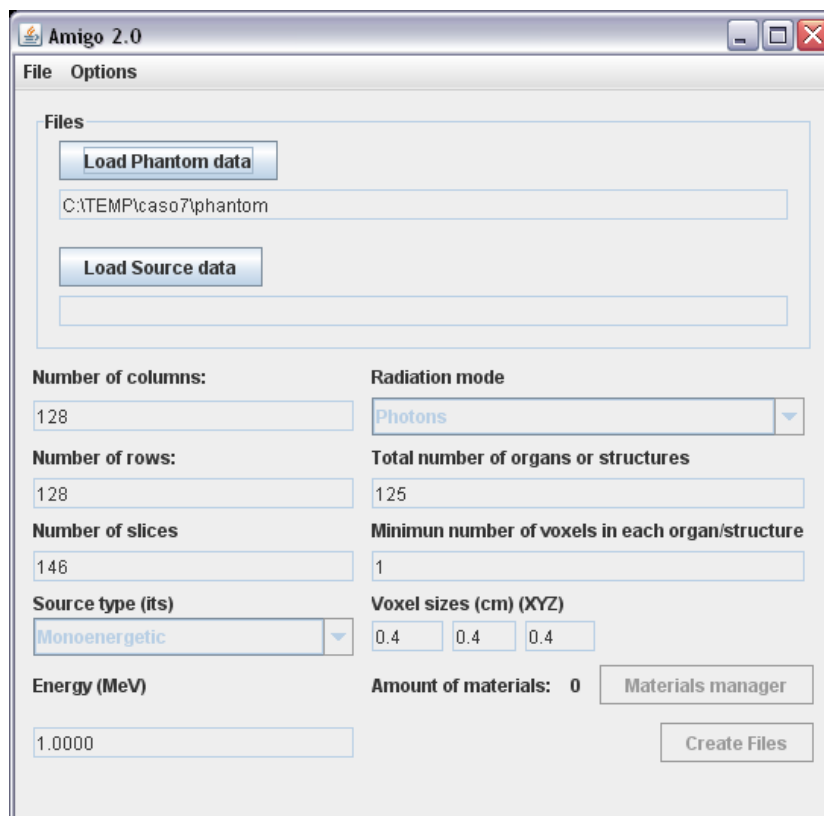 Amigo 2.0
File Options
Files
Load Phantom data
C:\TEMP\caso7\phantom
Load Source data
Number of columns: Radiation mode
128 Photons
Number of rows: Total number of organs or structures
128 125
Number of slices Minimun number of voxels in each organ/structure
146 1
Source type (its) Voxel sizes (cm) (XYZ)
Monoenergetic 0.4 0.4 0.4
Energy (MeV) Amount of materials: 0 Materials manager
1.0000 Create Files